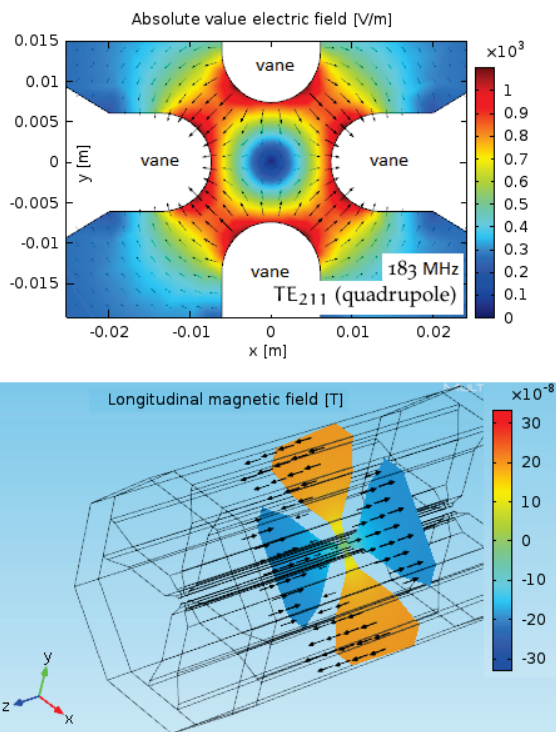 Absolute value electric field [V/m]
×10³
0.015
0.01
0.005
0
-0.005
-0.01
-0.015
y [m]
vane
vane
vane
vane
183 MHz
TE₂₁₁ (quadrupole)
-0.02
-0.01
0
0.01
0.02
x [m]
1
0.9
0.8
0.7
0.6
0.5
0.4
0.3
0.2
0.1
0
Longitudinal magnetic field [T]
×10⁻⁸
30
20
10
0
-10
-20
-30
y
z
x